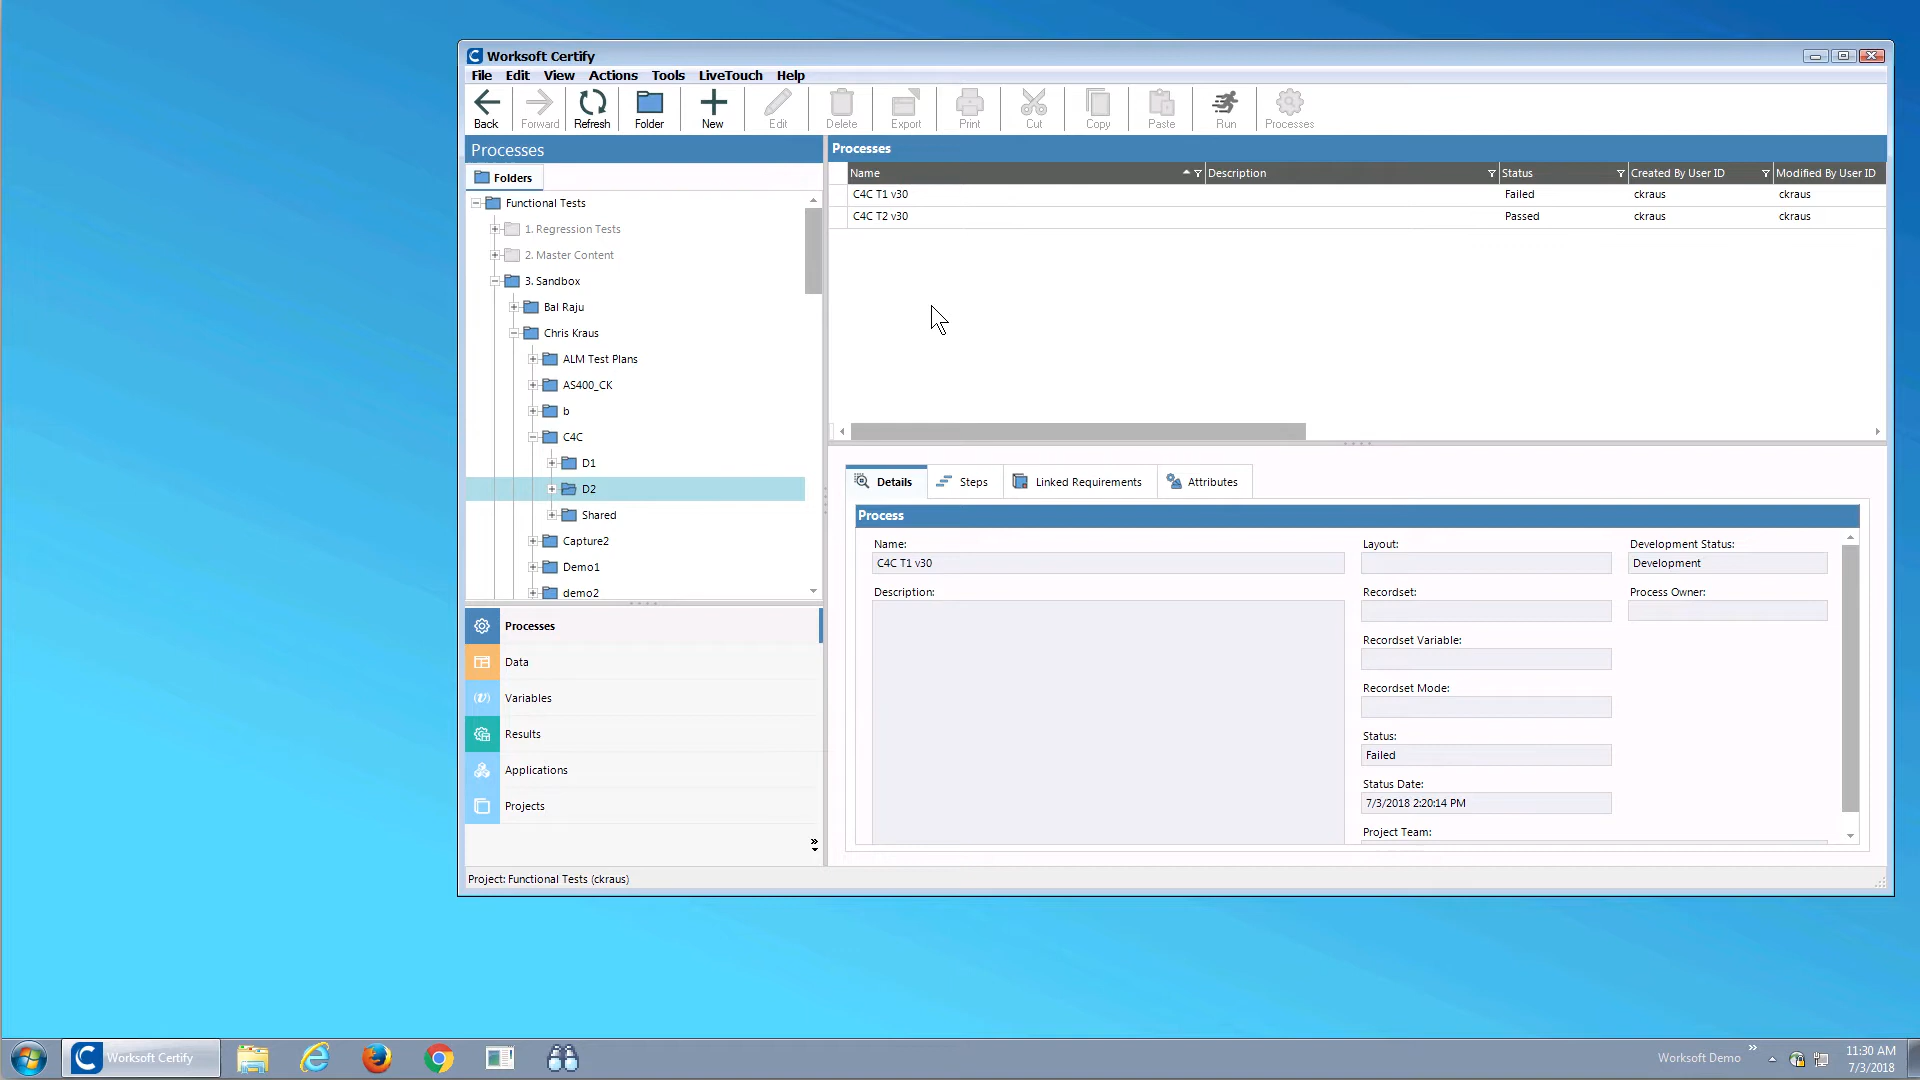 Worksoft Certify
File Edit View Actions Tools LiveTouch Help
Back Forward Refresh Folder New Edit Delete Export Print Cut Copy Paste Run Processes
Processes
Folders
Functional Tests
1. Regression Tests
2. Master Content
3. Sandbox
Bal Raju
Chris Kraus
ALM Test Plans
AS400_CK
b
C4C
D1
D2
Shared
Capture2
Demo1
demo2
Processes
Data
Variables
Results
Applications
Projects
Processes
Name Description Status Created By User ID Modified By User ID
C4C T1 v30 Failed ckraus ckraus
C4C T2 v30 Passed ckraus ckraus
Details Steps Linked Requirements Attributes
Process
Name: Layout: Development Status:
C4C T1 v30 Development
Description: Recordset: Process Owner:
Recordset Variable:
Recordset Mode:
Status:
Failed
Status Date:
7/3/2018 2:20:14 PM
Project Team:
Project: Functional Tests (ckraus)
Worksoft Certify
Worksoft Demo
11:30 AM
7/3/2018